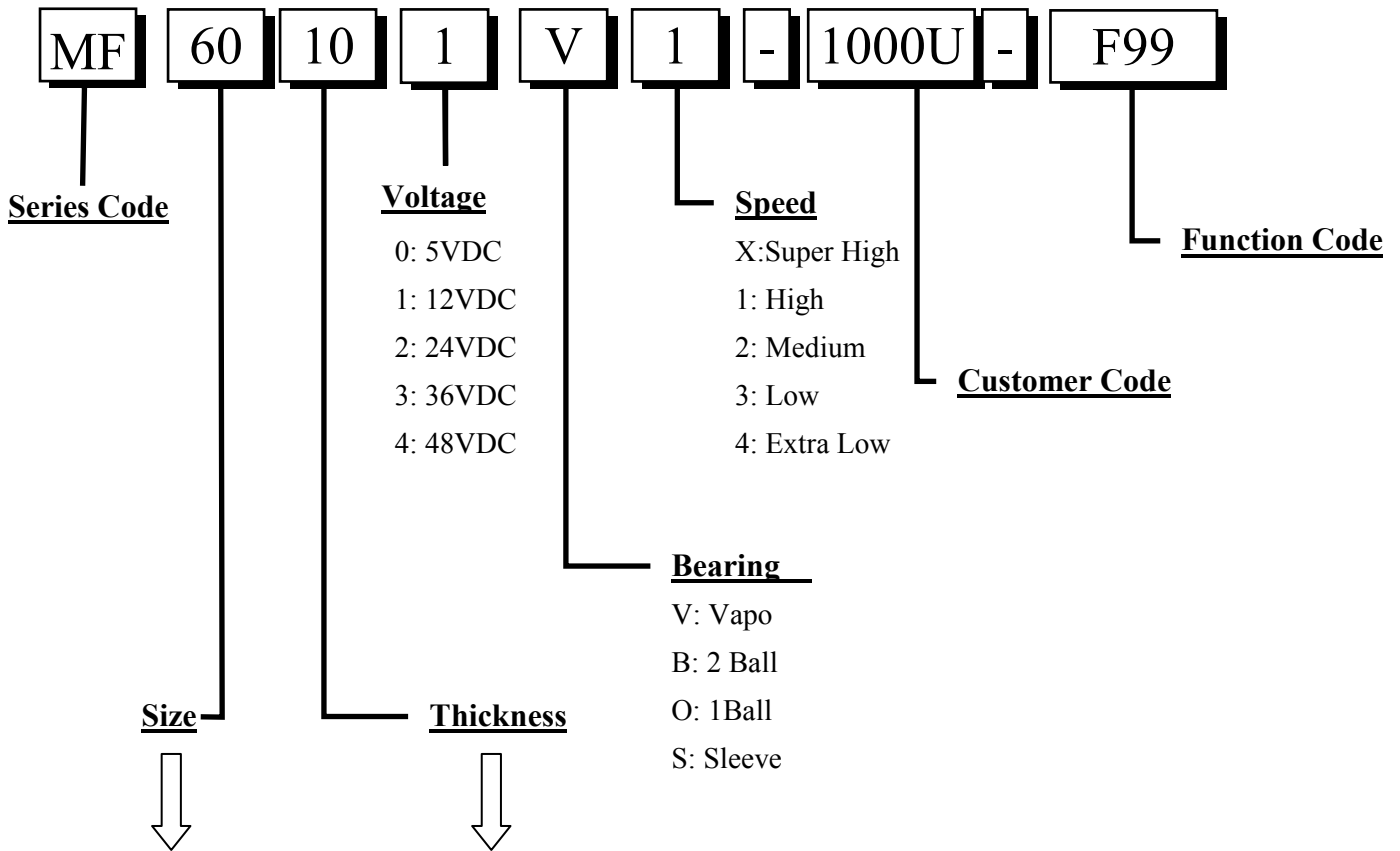 MF 60 10 1 V 1 - 1000U - F99
Series Code
Voltage
0: 5VDC
1: 12VDC
2: 24VDC
3: 36VDC
4: 48VDC
Speed
X:Super High
1: High
2: Medium
3: Low
4: Extra Low
Function Code
Customer Code
Bearing
V: Vapo
B: 2 Ball
O: 1Ball
S: Sleeve
Size
Thickness